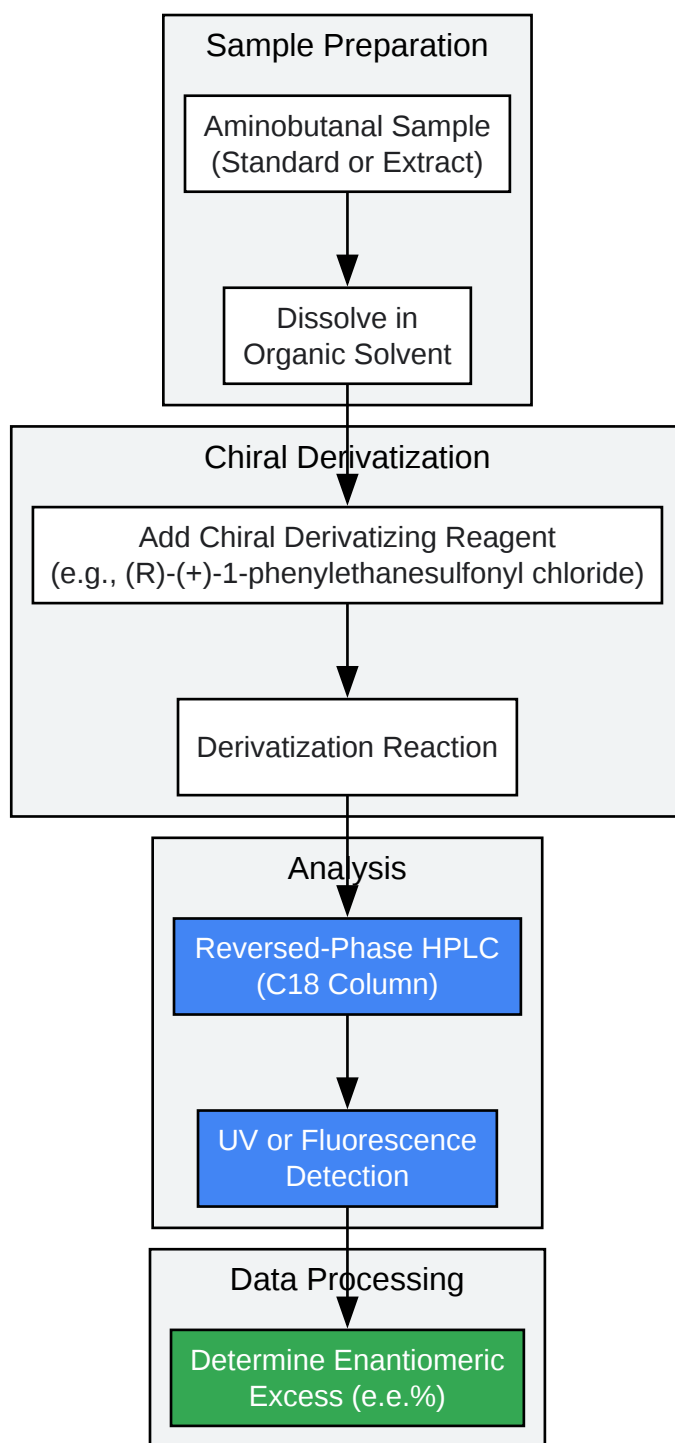 Sample Preparation
Aminobutanal Sample
(Standard or Extract)
Dissolve in
Organic Solvent
Chiral Derivatization
Add Chiral Derivatizing Reagent
(e.g., (R)-(+)-1-phenylethanesulfonyl chloride)
Derivatization Reaction
Analysis
Reversed-Phase HPLC
(C18 Column)
UV or Fluorescence
Detection
Data Processing
Determine Enantiomeric
Excess (e.e.%)